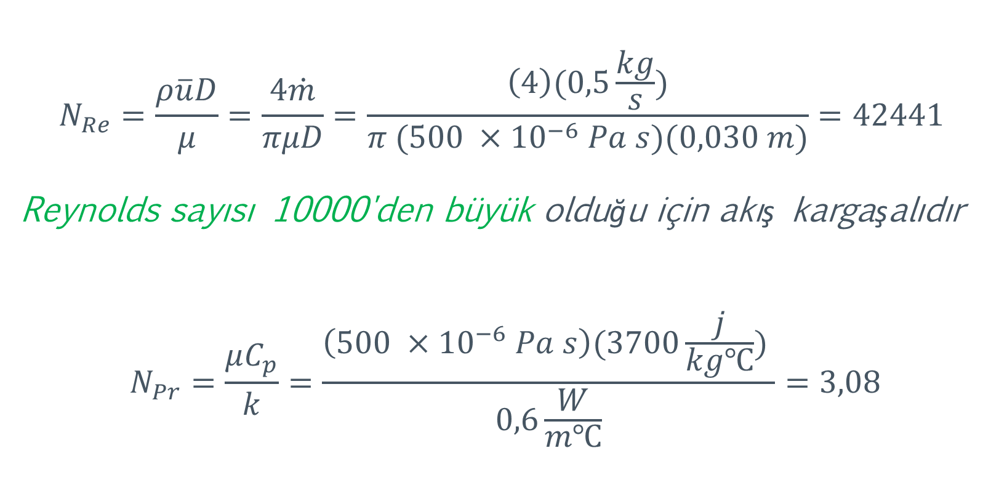 N_Re = ρūD/μ = 4ṁ/πμD = (4)(0,5 kg/s)/π (500 × 10⁻⁶ Pa s)(0,030 m) = 42441
Reynolds sayısı 10000'den büyük olduğu için akış kargaşalıdır
N_Pr = μC_p/k = (500 × 10⁻⁶ Pa s)(3700 j/kg℃)/0,6 W/m℃ = 3,08